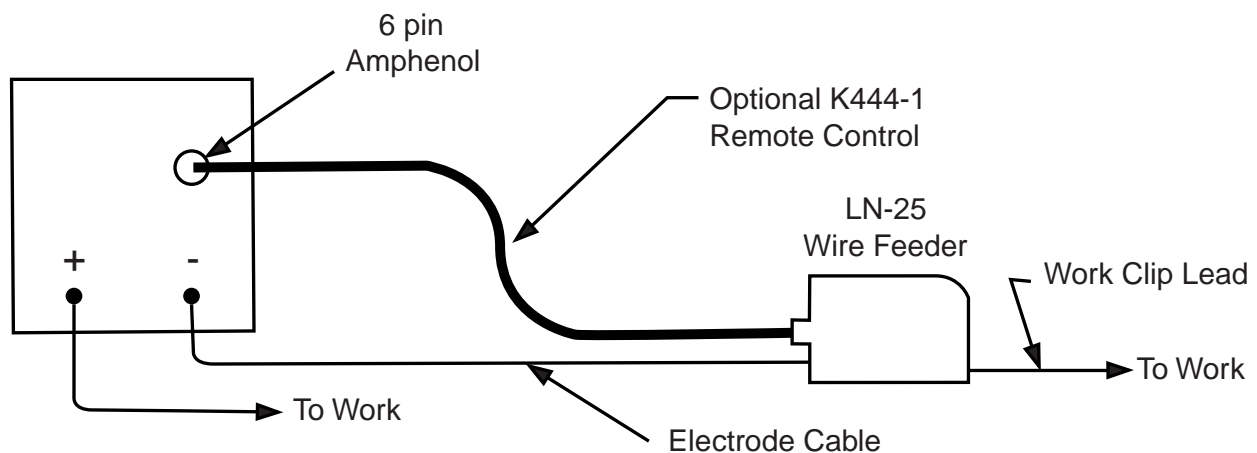 6 pin
Amphenol
Optional K444-1
Remote Control
LN-25
Wire Feeder
+ -
Work Clip Lead
To Work
To Work
Electrode Cable